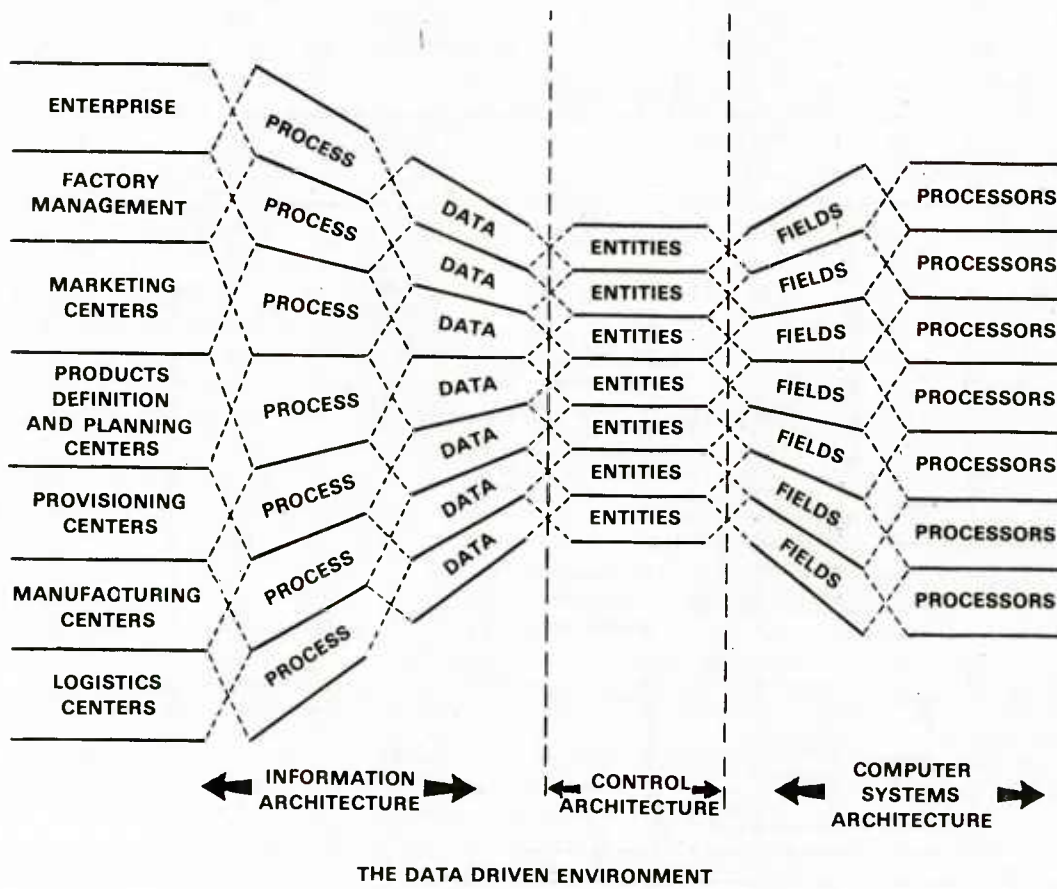 ENTERPRISE
FACTORY
MANAGEMENT
MARKETING
CENTERS
PRODUCTS
DEFINITION
AND PLANNING
CENTERS
PROVISIONING
CENTERS
MANUFACTURING
CENTERS
LOGISTICS
CENTERS
PROCESS
PROCESS
PROCESS
PROCESS
PROCESS
PROCESS
PROCESS
DATA
DATA
DATA
DATA
DATA
DATA
DATA
ENTITIES
ENTITIES
ENTITIES
ENTITIES
ENTITIES
ENTITIES
ENTITIES
FIELDS
FIELDS
FIELDS
FIELDS
FIELDS
FIELDS
FIELDS
PROCESSORS
PROCESSORS
PROCESSORS
PROCESSORS
PROCESSORS
PROCESSORS
PROCESSORS
INFORMATION
ARCHITECTURE
CONTROL
ARCHITECTURE
COMPUTER
SYSTEMS
ARCHITECTURE
THE DATA DRIVEN ENVIRONMENT